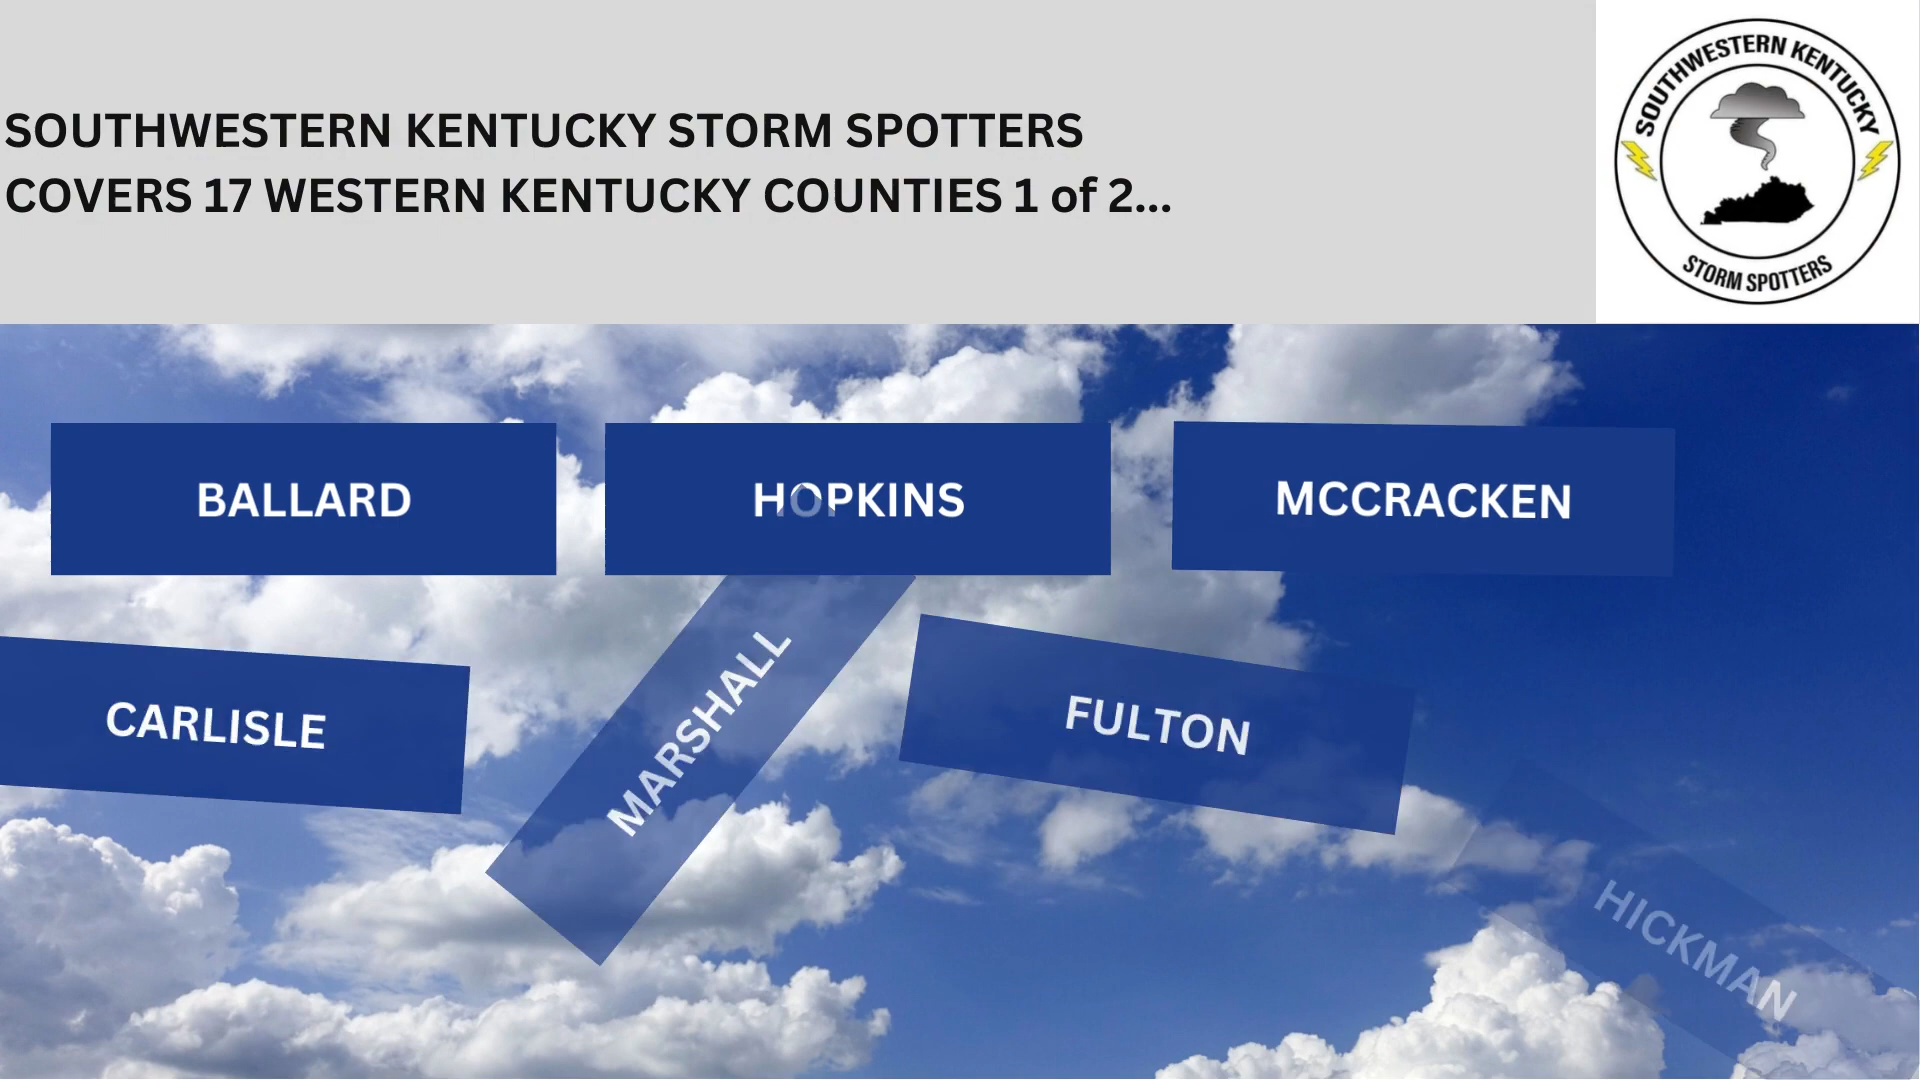 SOUTHWESTERN KENTUCKY STORM SPOTTERS
COVERS 17 WESTERN KENTUCKY COUNTIES 1 of 2...
SOUTHWESTERN KENTUCKY
STORM SPOTTERS
BALLARD
HOPKINS
MCCRACKEN
CARLISLE
MARSHALL
FULTON
HICKMAN